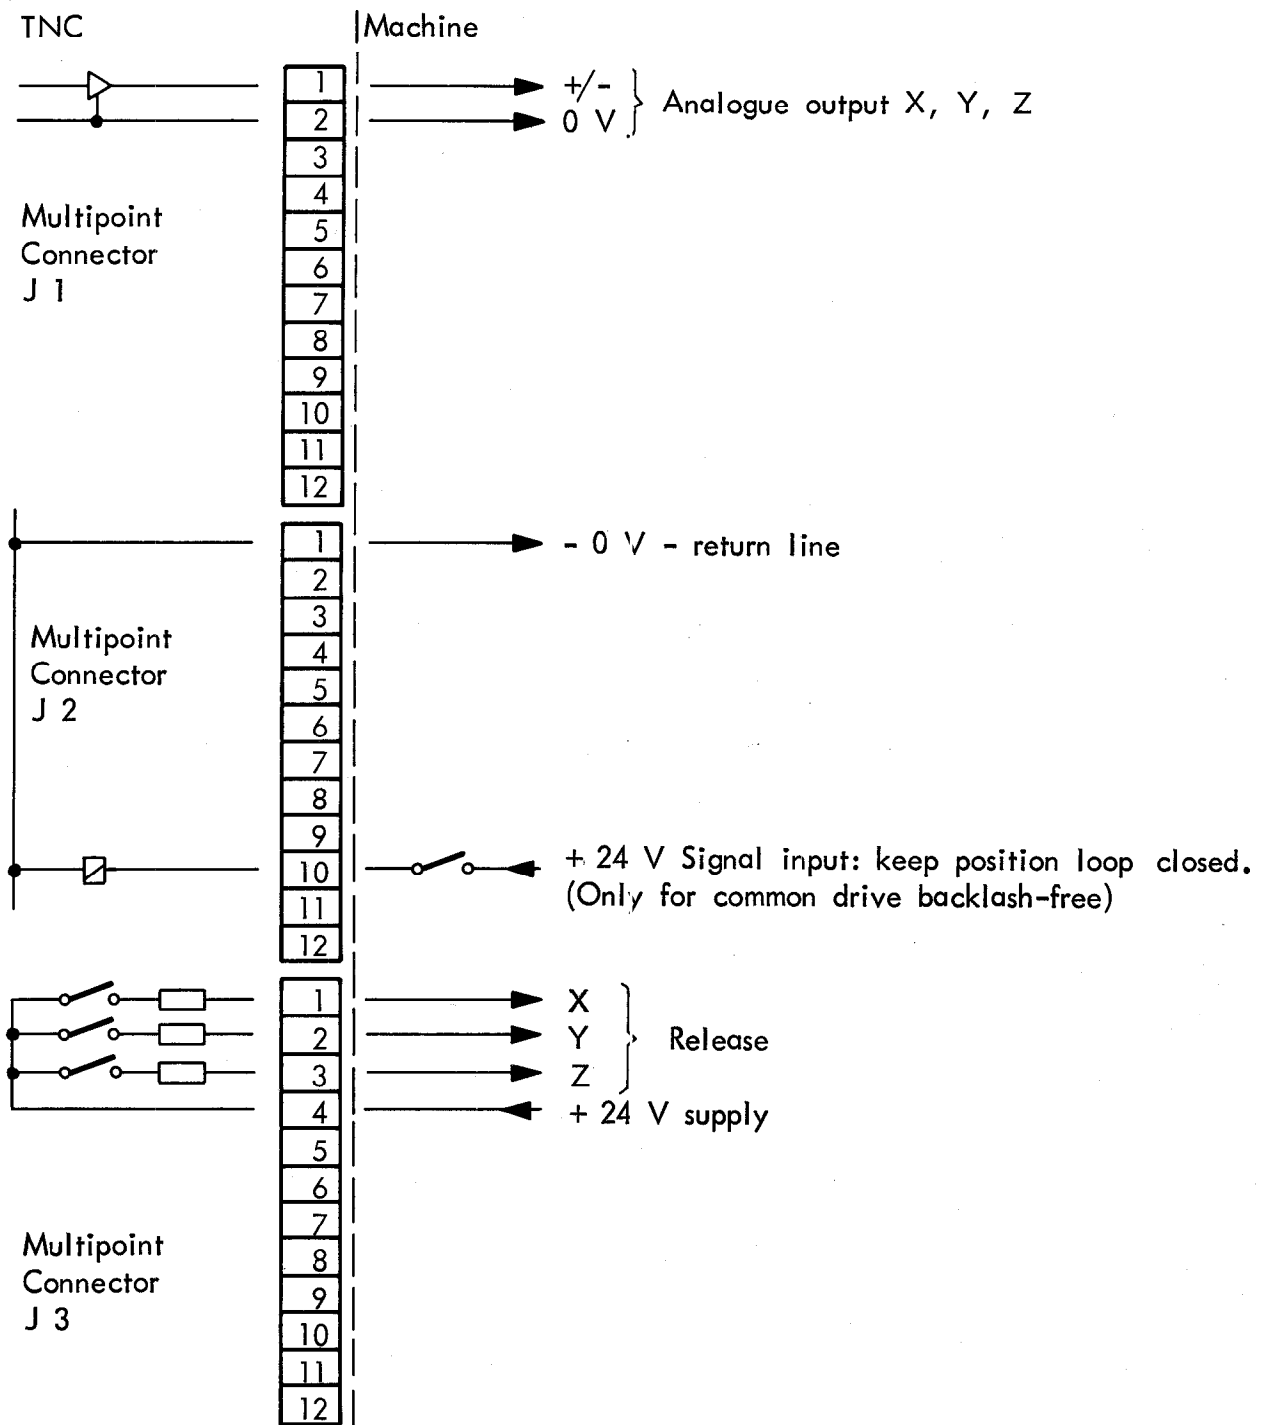 TNC
Machine
1 +/-
2 0 V
Analogue output X, Y, Z
3
4
Multipoint
Connector
J 1
5
6
7
8
9
10
11
12
1 - 0 V - return line
2
3
Multipoint
Connector
J 2
4
5
6
7
8
9
10 + 24 V Signal input: keep position loop closed.
(Only for common drive backlash-free)
11
12
1 X
2 Y
3 Z
Release
4 + 24 V supply
5
6
7
Multipoint
Connector
J 3
8
9
10
11
12